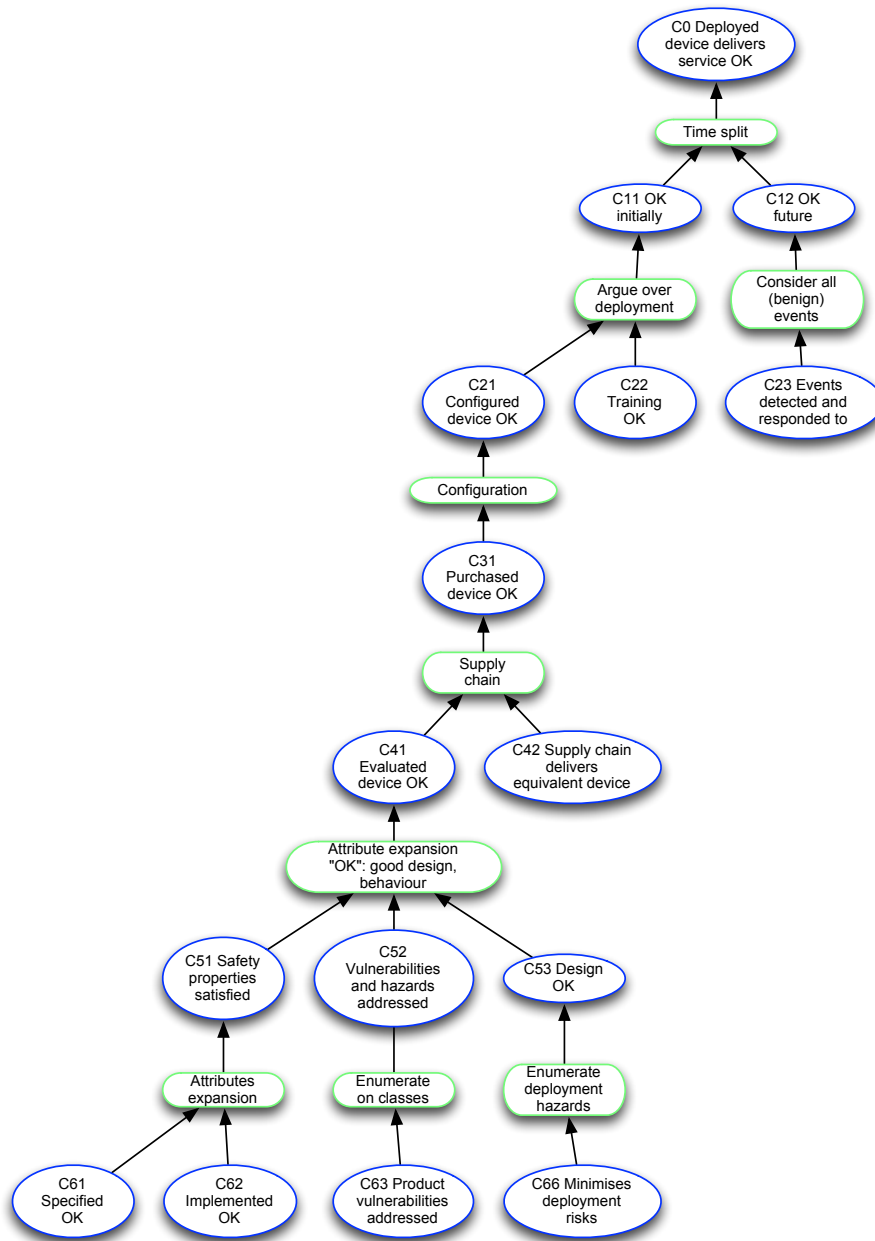 C0 Deployed
device delivers
service OK
Time split
C11 OK
initially
C12 OK
future
Argue over
deployment
Consider all
(benign)
events
C21
Configured
device OK
C22
Training
OK
C23 Events
detected and
responded to
Configuration
C31
Purchased
device OK
Supply
chain
C41
Evaluated
device OK
C42 Supply chain
delivers
equivalent device
Attribute expansion
"OK": good design,
behaviour
C51 Safety
properties
satisfied
C52
Vulnerabilities
and hazards
addressed
C53 Design
OK
Attributes
expansion
Enumerate
on classes
Enumerate
deployment
hazards
C61
Specified
OK
C62
Implemented
OK
C63 Product
vulnerabilities
addressed
C66 Minimises
deployment
risks